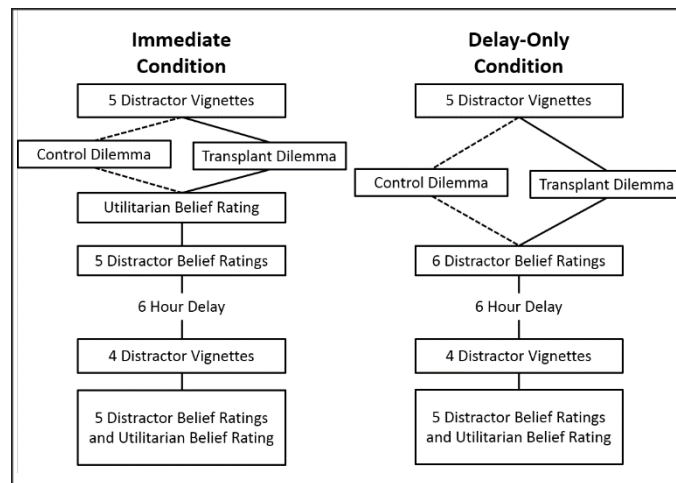 Immediate
Condition
5 Distractor Vignettes
Control Dilemma
Transplant Dilemma
Utilitarian Belief Rating
5 Distractor Belief Ratings
6 Hour Delay
4 Distractor Vignettes
5 Distractor Belief Ratings
and Utilitarian Belief Rating
Delay-Only
Condition
5 Distractor Vignettes
Control Dilemma
Transplant Dilemma
6 Distractor Belief Ratings
6 Hour Delay
4 Distractor Vignettes
5 Distractor Belief Ratings
and Utilitarian Belief Rating